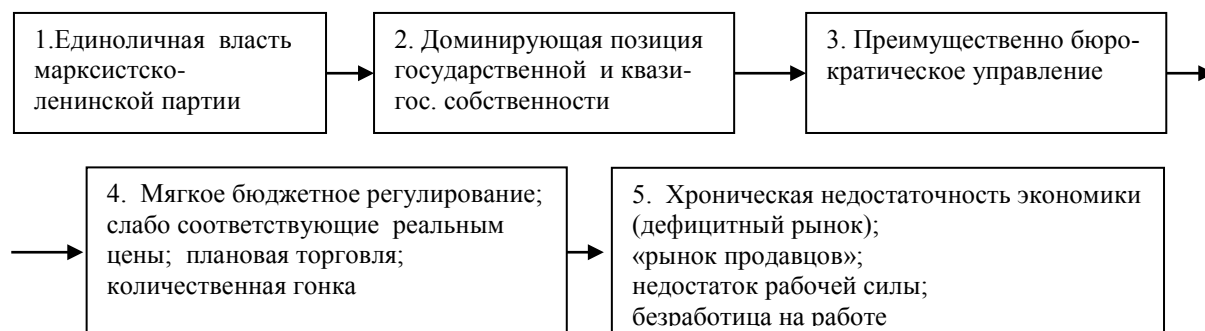 1.Единоличная власть
марксистско-
ленинской партии
2. Доминирующая позиция
государственной и квази-
гос. собственности
3. Преимущественно бюро-
кратическое управление
4. Мягкое бюджетное регулирование;
слабо соответствующие реальным
цены; плановая торговля;
количественная гонка
5. Хроническая недостаточность экономики
(дефицитный рынок);
«рынок продавцов»;
недостаток рабочей силы;
безработица на работе